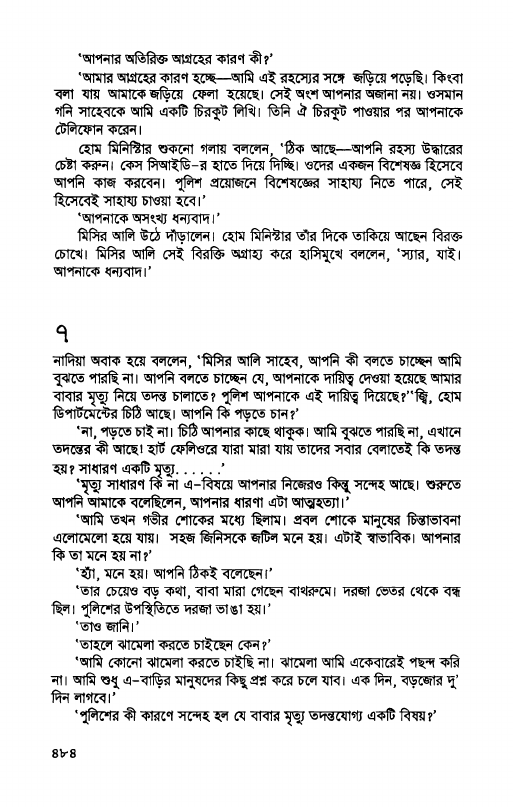 ‘আপনার অতিরিক্ত আগ্রহের কারণ কী?’
‘আমার আগ্রহের কারণ হচ্ছে—আমি এই রহস্যের সঙ্গে জড়িয়ে পড়েছি। কিংবা
বলা যায় আমাকে জড়িয়ে ফেলা হয়েছে। সেই অংশ আপনার অজানা নয়। ওসমান
গনি সাহেবকে আমি একটি চিরকুট লিখি। তিনি ঐ চিরকুট পাওয়ার পর আপনাকে
টেলিফোন করেন।
হোম মিনিস্টার শুকনো গলায় বললেন, ‘ঠিক আছে—আপনি রহস্য উদ্ধারের
চেষ্টা করুন। কেস সিআইডি-র হাতে দিয়ে দিচ্ছি। ওদের একজন বিশেষজ্ঞ হিসেবে
আপনি কাজ করবেন। পুলিশ প্রয়োজনে বিশেষজ্ঞের সাহায্য নিতে পারে, সেই
হিসেবেই সাহায্য চাওয়া হবে।’
‘আপনাকে অসংখ্য ধন্যবাদ।’
মিসির আলি উঠে দাঁড়ালেন। হোম মিনিস্টার তাঁর দিকে তাকিয়ে আছেন বিরক্ত
চোখে। মিসির আলি সেই বিরক্তি অগ্রাহ্য করে হাসিমুখে বললেন, ‘স্যার, যাই।
আপনাকে ধন্যবাদ।’
৭
নাদিয়া অবাক হয়ে বললেন, ‘মিসির আলি সাহেব, আপনি কী বলতে চাচ্ছেন আমি
বুঝতে পারছি না। আপনি বলতে চাচ্ছেন যে, আপনাকে দায়িত্ব দেওয়া হয়েছে আমার
বাবার মৃত্যু নিয়ে তদন্ত চালাতে? পুলিশ আপনাকে এই দায়িত্ব দিয়েছে?’‘জ্বি, হোম
ডিপার্টমেন্টের চিঠি আছে। আপনি কি পড়তে চান?’
‘না, পড়তে চাই না। চিঠি আপনার কাছে থাকুক। আমি বুঝতে পারছি না, এখানে
তদন্তের কী আছে! হার্ট ফেলিওরে যারা মারা যায় তাদের সবার বেলাতেই কি তদন্ত
হয়? সাধারণ একটি মৃত্যু......’
‘মৃত্যু সাধারণ কি না এ-বিষয়ে আপনার নিজেরও কিন্তু সন্দেহ আছে। শুরুতে
আপনি আমাকে বলেছিলেন, আপনার ধারণা এটা আত্মহত্যা।’
‘আমি তখন গভীর শোকের মধ্যে ছিলাম। প্রবল শোকে মানুষের চিন্তাভাবনা
এলোমেলো হয়ে যায়। সহজ জিনিসকে জটিল মনে হয়। এটাই স্বাভাবিক। আপনার
কি তা মনে হয় না?’
‘হ্যাঁ, মনে হয়। আপনি ঠিকই বলেছেন।’
‘তার চেয়েও বড় কথা, বাবা মারা গেছেন বাথরুমে। দরজা ভেতর থেকে বন্ধ
ছিল। পুলিশের উপস্থিতিতে দরজা ভাঙা হয়।’
‘তাও জানি।’
‘তাহলে ঝামেলা করতে চাইছেন কেন?’
‘আমি কোনো ঝামেলা করতে চাইছি না। ঝামেলা আমি একেবারেই পছন্দ করি
না। আমি শুধু এ-বাড়ির মানুষদের কিছু প্রশ্ন করে চলে যাব। এক দিন, বড়জোর দু’
দিন লাগবে।’
‘পুলিশের কী কারণে সন্দেহ হল যে বাবার মৃত্যু তদন্তযোগ্য একটি বিষয়?’
৪৮৪